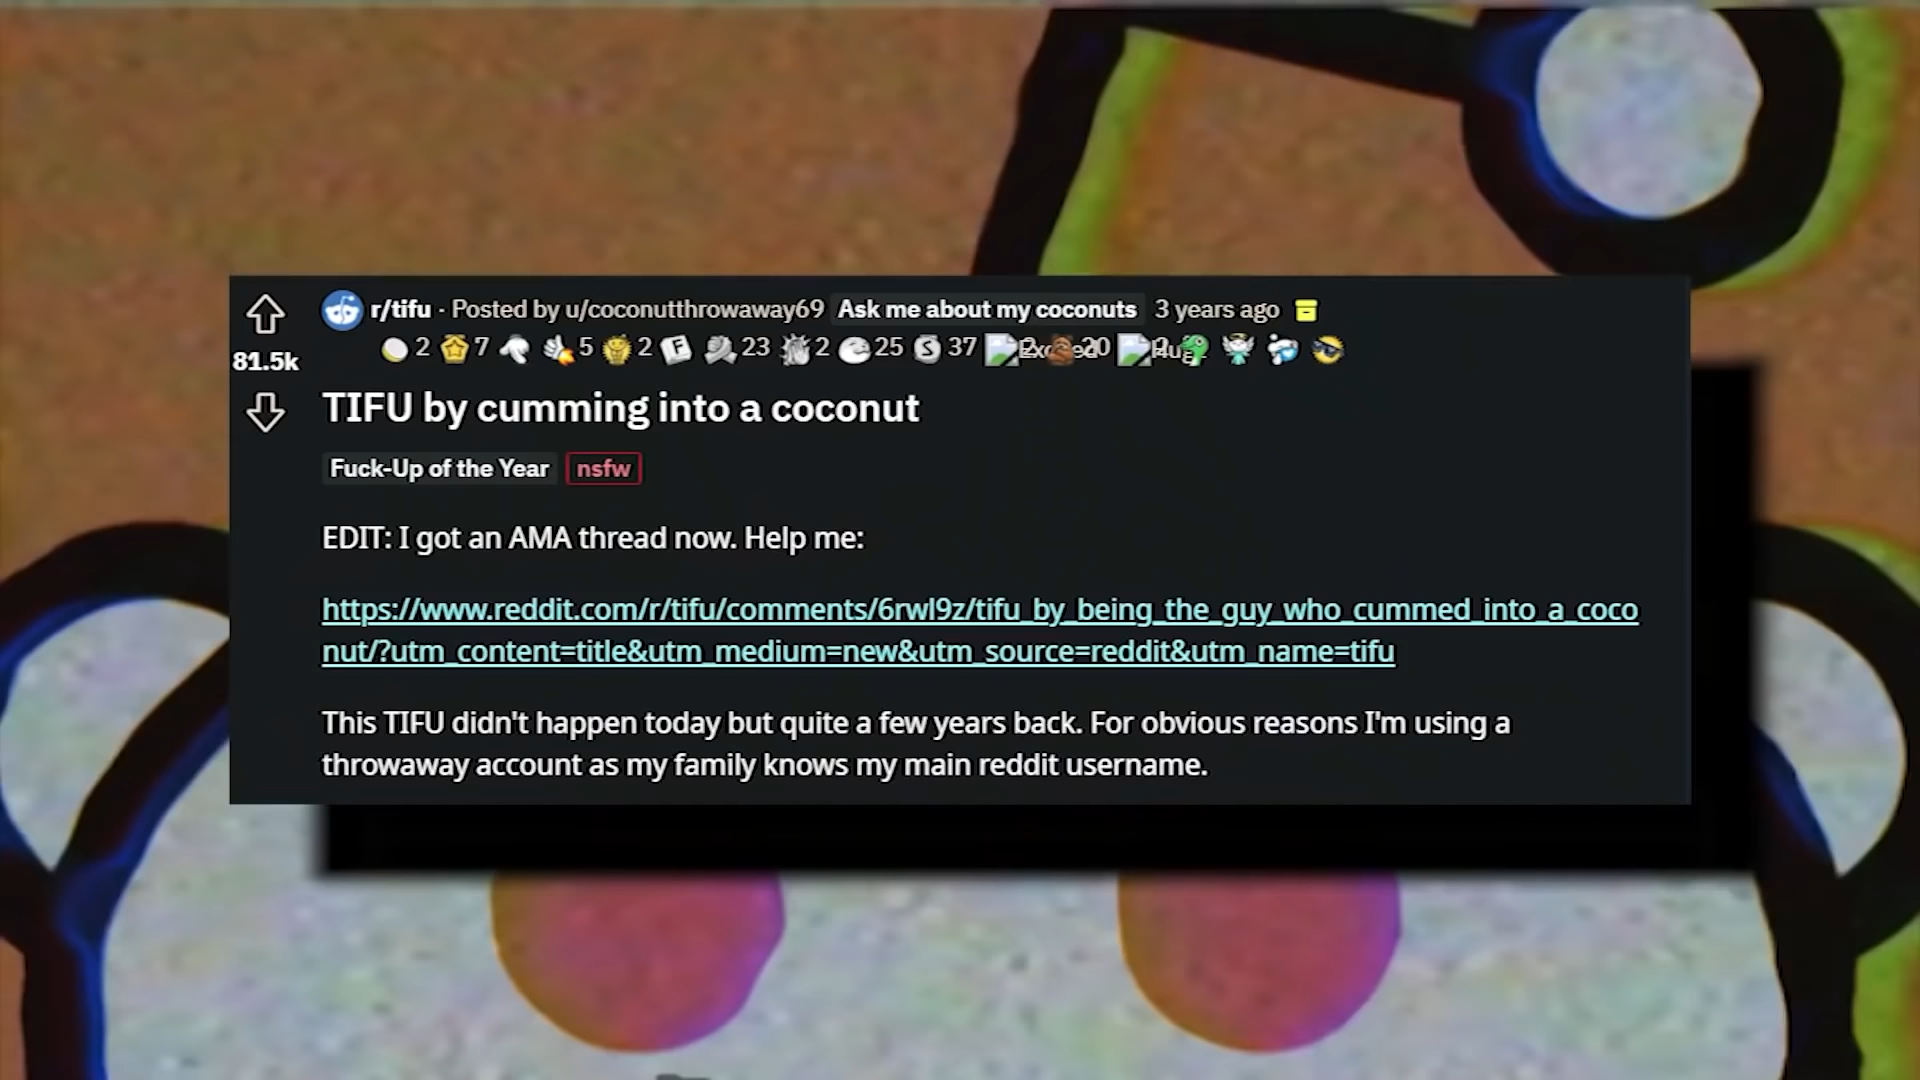 r/tifu · Posted by u/coconutthrowaway69 Ask me about my coconuts 3 years ago
2 7 5 2 F 23 2 25 S 37 2 20 2
81.5k
TIFU by cumming into a coconut
Fuck-Up of the Year nsfw
EDIT: I got an AMA thread now. Help me:
https://www.reddit.com/r/tifu/comments/6rwl9z/tifu_by_being_the_guy_who_cummed_into_a_coco
nut/?utm_content=title&utm_medium=new&utm_source=reddit&utm_name=tifu
This TIFU didn't happen today but quite a few years back. For obvious reasons I'm using a
throwaway account as my family knows my main reddit username.